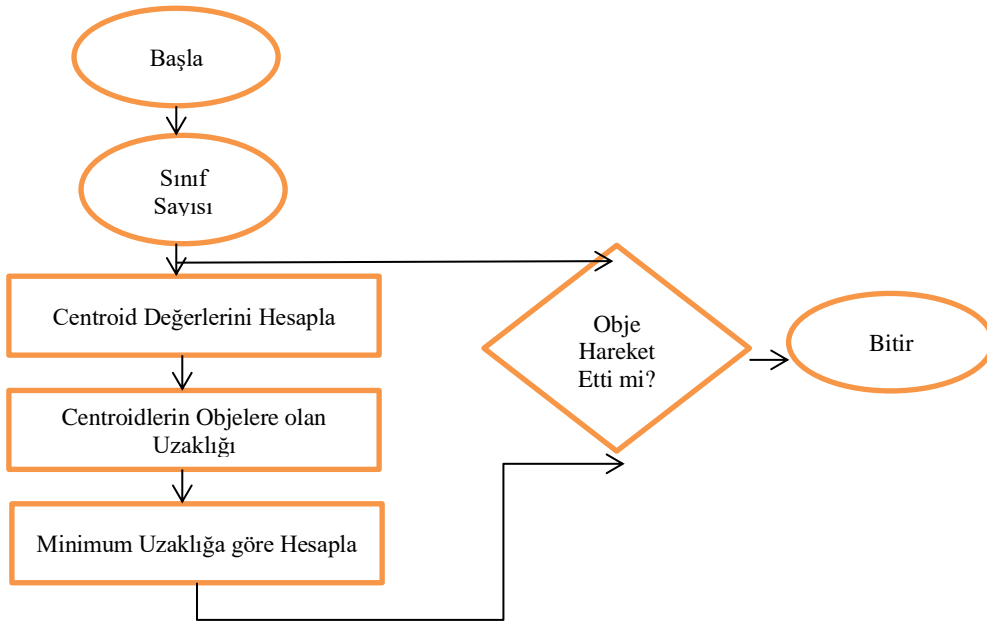 Başla
Sınıf
Sayısı
Centroid Değerlerini Hesapla
Centroidlerin Objelere olan
Uzaklığı
Minimum Uzaklığa göre Hesapla
Obje
Hareket
Etti mi?
Bitir